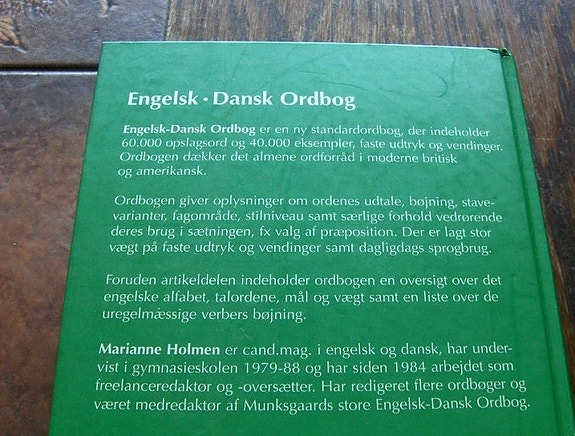 Engelsk • Dansk Ordbog
Engelsk-Dansk Ordbog er en ny standardordbog, der indeholder
60.000 opslagsord og 40.000 eksempler, faste udtryk og vendinger.
Ordbogen dækker det almene ordforråd i moderne britisk
og amerikansk.
Ordbogen giver oplysninger om ordenes udtale, bøjning, stave-
varianter, fagområde, stilniveau samt særlige forhold vedrørende
deres brug i sætningen, fx valg af præposition. Der er lagt stor
vægt på faste udtryk og vendinger samt dagligdags sprogbrug.
Foruden artikeldelen indeholder ordbogen en oversigt over det
engelske alfabet, talordene, mål og vægt samt en liste over de
uregelmæssige verbers bøjning.
Marianne Holmen er cand.mag. i engelsk og dansk, har under-
vist i gymnasieskolen 1979-88 og har siden 1984 arbejdet som
freelanceredaktør og -oversætter. Har redigeret flere ordbøger og
været medredaktør af Munksgaards store Engelsk-Dansk Ordbog.